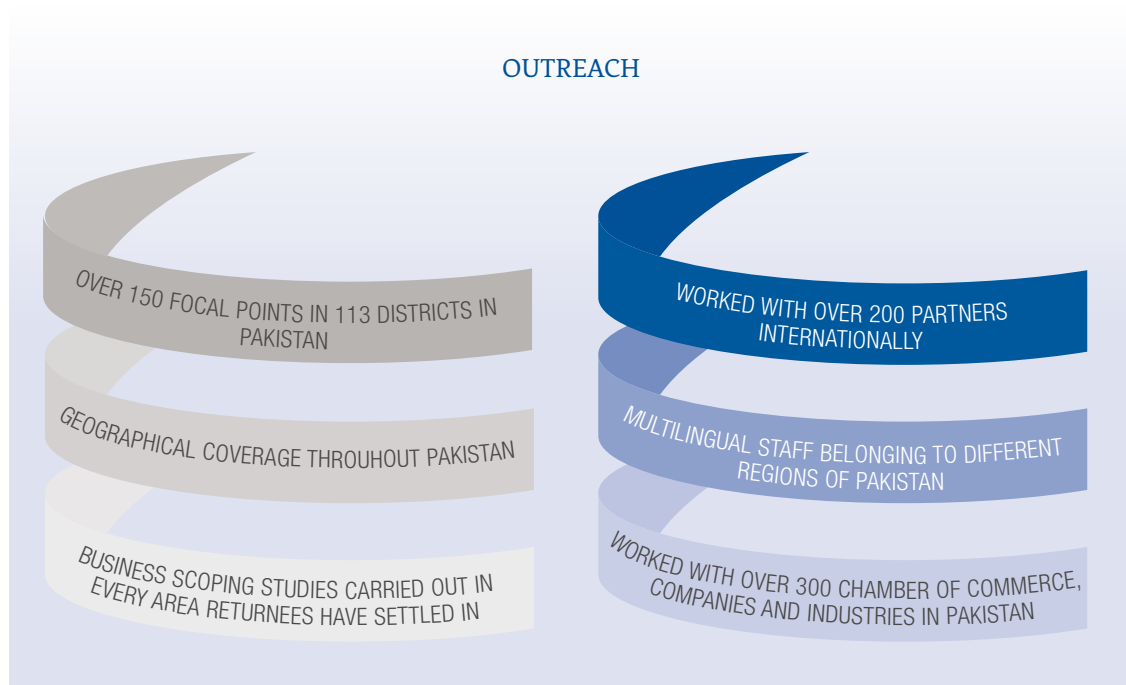 OUTREACH
OVER 150 FOCAL POINTS IN 113 DISTRICTS IN
PAKISTAN
GEOGRAPHICAL COVERAGE THROUHOUT PAKISTAN
BUSINESS SCOPING STUDIES CARRIED OUT IN
EVERY AREA RETURNEES HAVE SETTLED IN
WORKED WITH OVER 200 PARTNERS
INTERNATIONALLY
MULTILINGUAL STAFF BELONGING TO DIFFERENT
REGIONS OF PAKISTAN
WORKED WITH OVER 300 CHAMBER OF COMMERCE,
COMPANIES AND INDUSTRIES IN PAKISTAN